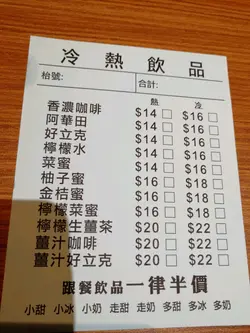 冷熱飲品
枱號: 合計:
熱 冷
香濃咖啡 $14 □ $16 □
阿華田 $14 □ $16 □
好立克 $14 □ $16 □
檸檬水 $14 □ $16 □
菜蜜 $14 □ $16 □
柚子蜜 $16 □ $18 □
金桔蜜 $16 □ $18 □
檸檬菜蜜 $16 □ $18 □
檸檬生薑茶 $20 □ $22 □
薑汁咖啡 $20 □ $22 □
薑汁好立克 $20 □ $22 □
跟餐飲品一律半價
小甜 小冰 小奶 走甜 走奶 多甜 多冰 多奶